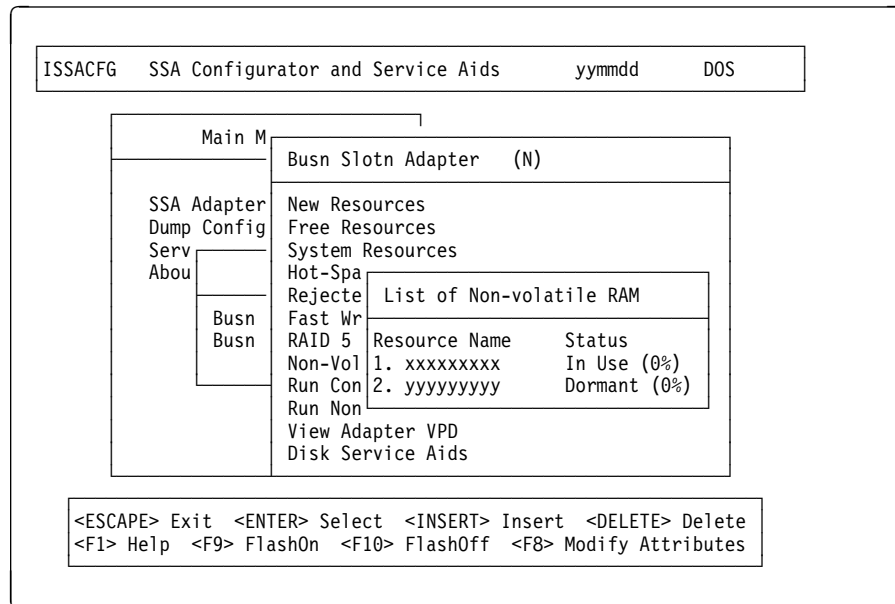 ISSACFG SSA Configurator and Service Aids yymmdd DOS
Main M
Busn Slotn Adapter (N)
SSA Adapter New Resources
Dump Config Free Resources
Serv System Resources
Abou Hot-Spa
Rejecte List of Non-volatile RAM
Busn Fast Wr
Busn RAID 5 Resource Name Status
Non-Vol 1. xxxxxxxxx In Use (0%)
Run Con 2. yyyyyyyyy Dormant (0%)
Run Non
View Adapter VPD
Disk Service Aids
<ESCAPE> Exit <ENTER> Select <INSERT> Insert <DELETE> Delete
<F1> Help <F9> FlashOn <F10> FlashOff <F8> Modify Attributes